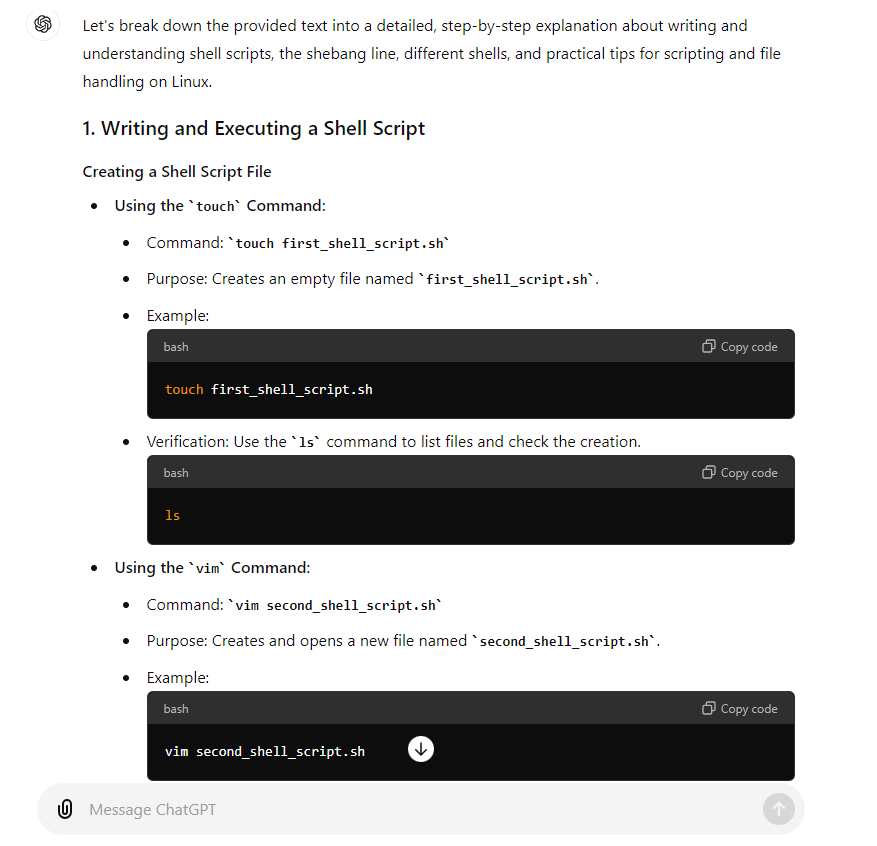 Let's break down the provided text into a detailed, step-by-step explanation about writing and
understanding shell scripts, the shebang line, different shells, and practical tips for scripting and file
handling on Linux.
1. Writing and Executing a Shell Script
Creating a Shell Script File
• Using the `touch` Command:
• Command: `touch first_shell_script.sh`
• Purpose: Creates an empty file named `first_shell_script.sh`.
• Example:
bash Copy code
touch first_shell_script.sh
• Verification: Use the `ls` command to list files and check the creation.
bash Copy code
ls
• Using the `vim` Command:
• Command: `vim second_shell_script.sh`
• Purpose: Creates and opens a new file named `second_shell_script.sh`.
• Example:
bash Copy code
vim second_shell_script.sh
Message ChatGPT